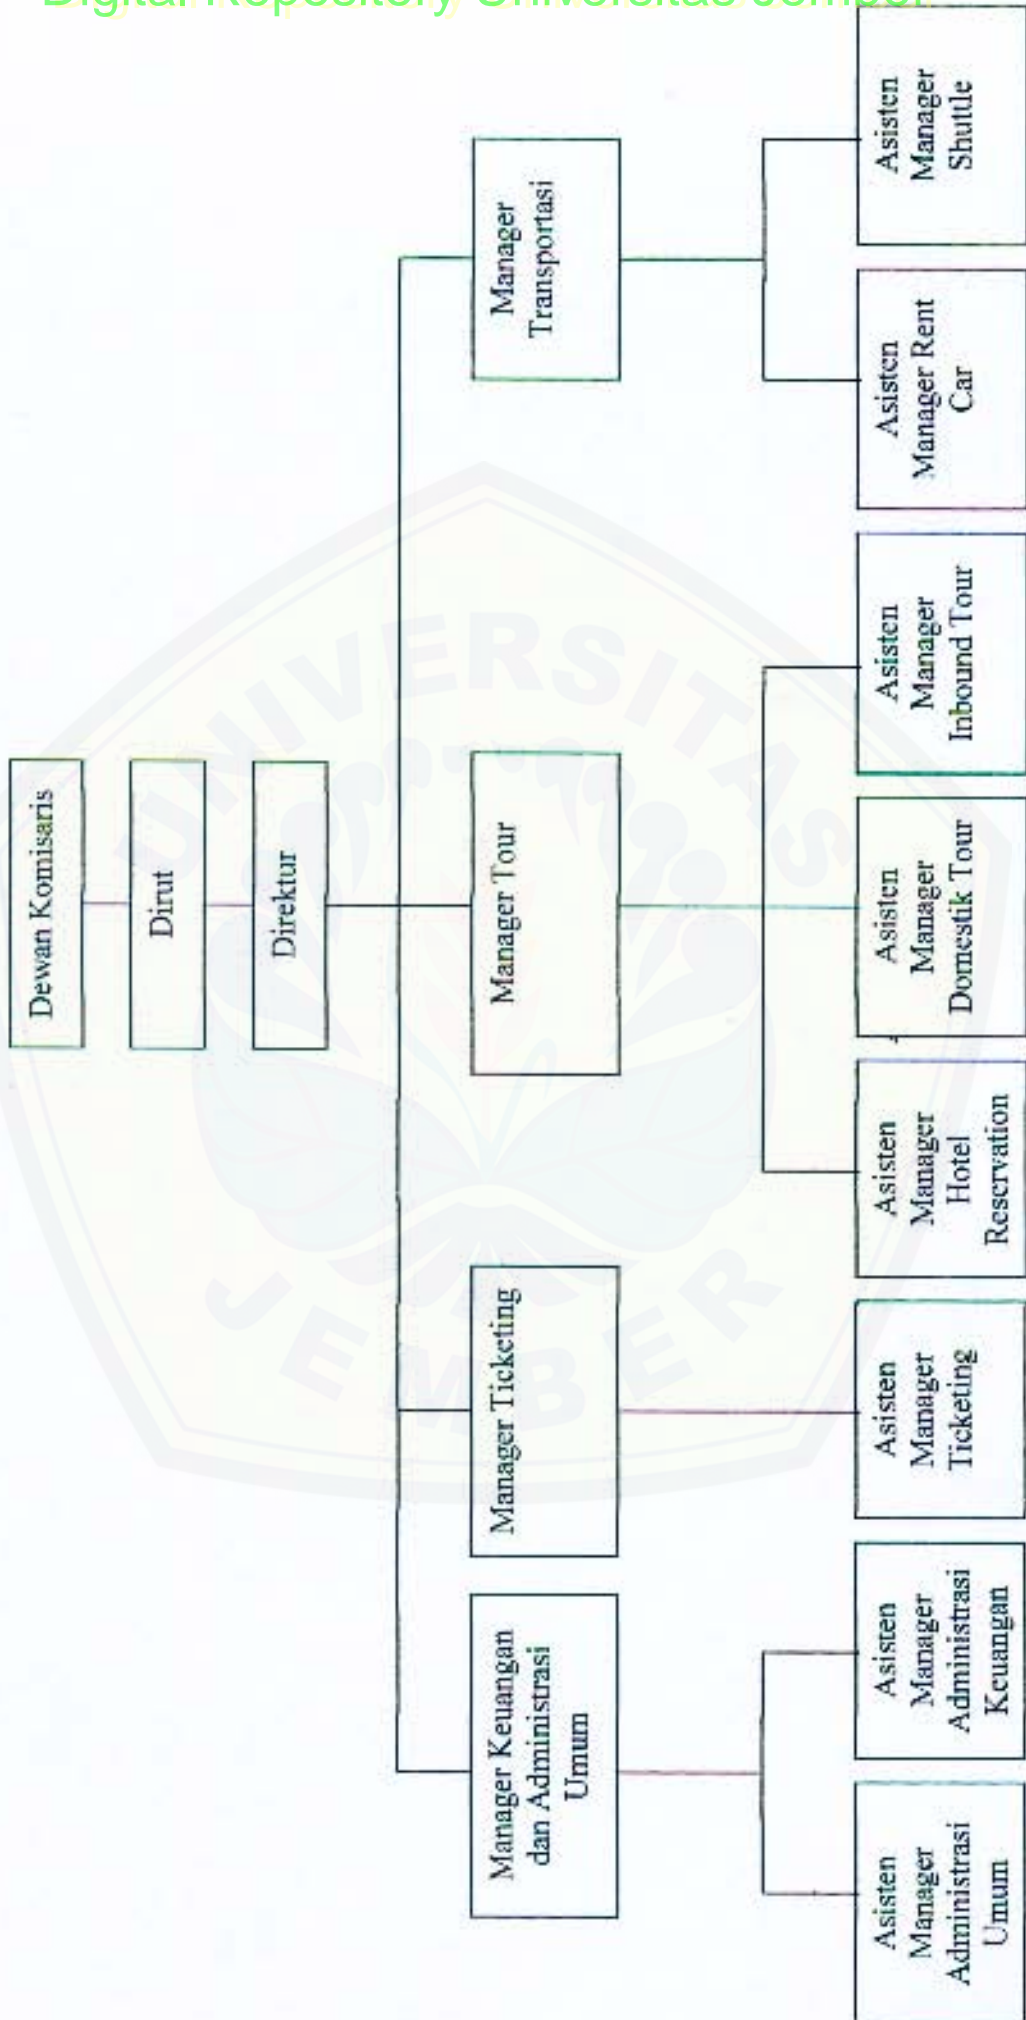 Digital Repository Universitas Jember
Dewan Komisaris
Dirut
Direktur
Manager Keuangan
dan Administrasi
Umum
Manager Ticketing
Manager Tour
Manager
Transportasi
Asisten
Manager
Administrasi
Umum
Asisten
Manager
Administrasi
Keuangan
Asisten
Manager
Ticketing
Asisten
Manager
Hotel
Reservation
Asisten
Manager
Domestik Tour
Asisten
Manager
Inbound Tour
Asisten
Manager Rent
Car
Asisten
Manager
Shuttle
UNIVERSITAS
JEMBER